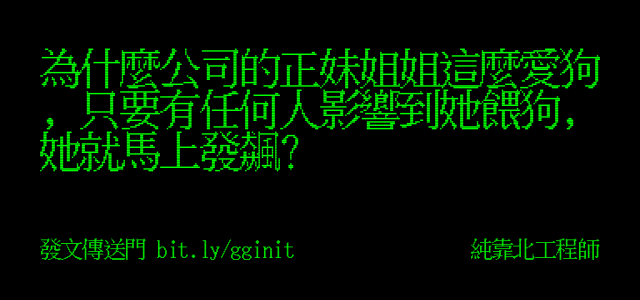 為什麼公司的正妹姐姐這麼愛狗
，只要有任何人影響到她餵狗，
她就馬上發飆?
發文傳送門 bit.ly/gginit
純靠北工程師